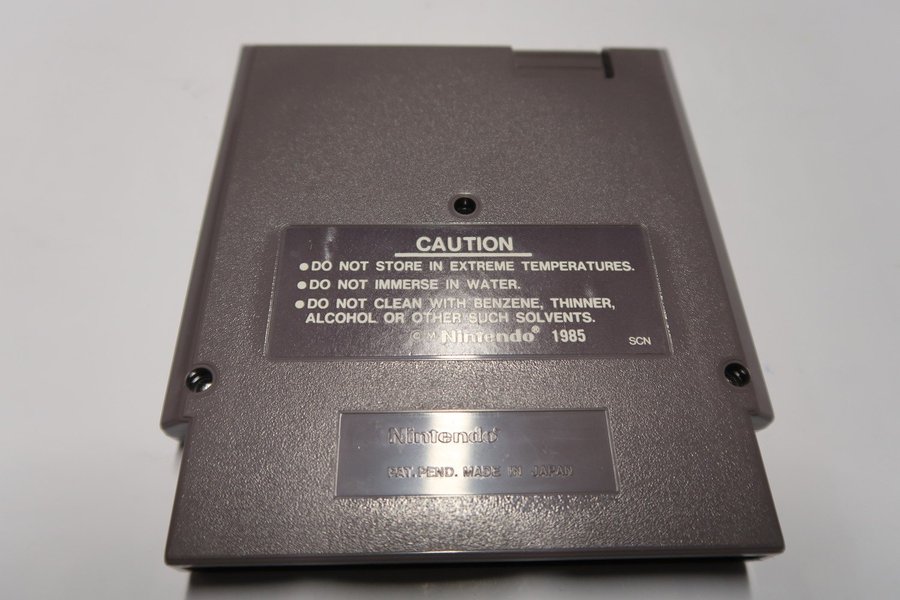 CAUTION
●DO NOT STORE IN EXTREME TEMPERATURES.
●DO NOT IMMERSE IN WATER.
●DO NOT CLEAN WITH BENZENE, THINNER,
ALCOHOL OR OTHER SUCH SOLVENTS.
©M Nintendo® 1985
SCN
Nintendo®
PAT. PEND. MADE IN JAPAN